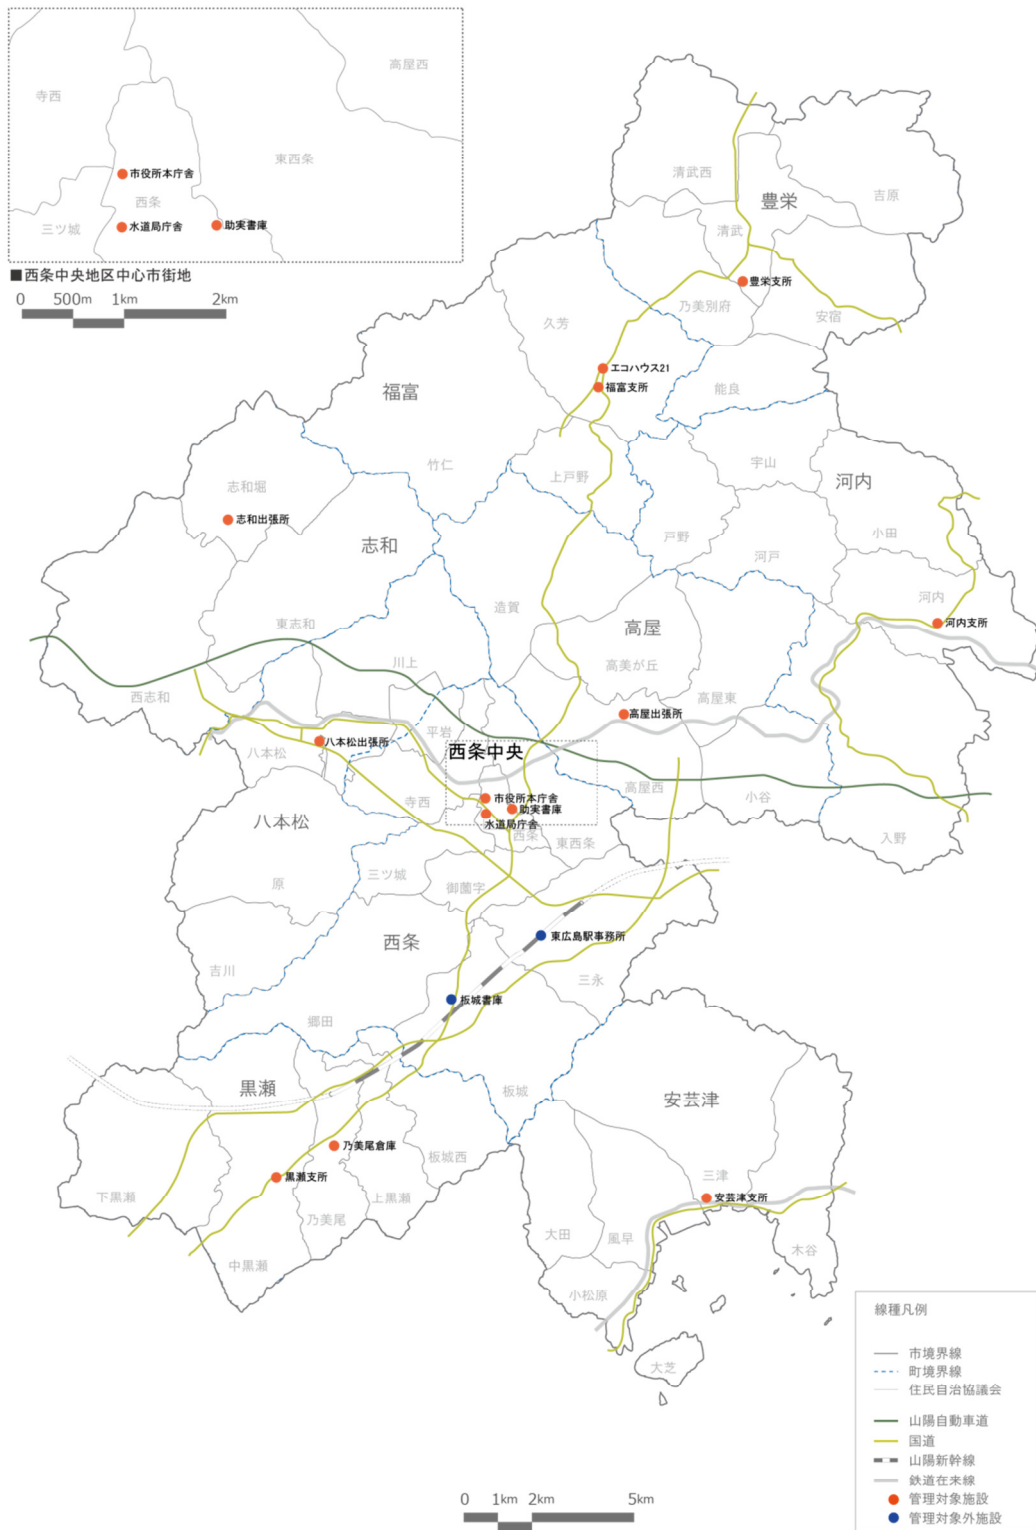 高屋西
寺西
東西条
市役所本庁舎
西条
三ツ城
水道局庁舎
助実書庫
■西条中央地区中心市街地
0 500m 1km 2km
清武西
吉原
豊栄
清武
豊栄支所
乃美別府
安宿
久芳
エコハウス21
福富支所
能良
福富
竹仁
上戸野
宇山
河内
志和堀
志和出張所
小田
戸野
志和
河戸
造賀
河内
河内支所
東志和
高屋
川上
高美が丘
西志和
高屋東
高屋出張所
平岩
八本松
八本松出張所
西条中央
高屋西
寺西
市役所本庁舎
助実書庫
水道局庁舎
小谷
八本松
西条
東西条
入野
原
三ツ城
御薗宇
西条
東広島駅事務所
吉川
三永
板城書庫
郷田
黒瀬
板城
安芸津
乃美尾倉庫
板城西
黒瀬支所
三津
下黒瀬
上黒瀬
安芸津支所
乃美尾
大田
風早
木谷
中黒瀬
小松原
大芝
線種凡例
市境界線
町境界線
住民自治協議会
山陽自動車道
国道
山陽新幹線
鉄道在来線
管理対象施設
管理対象外施設
0 1km 2km 5km